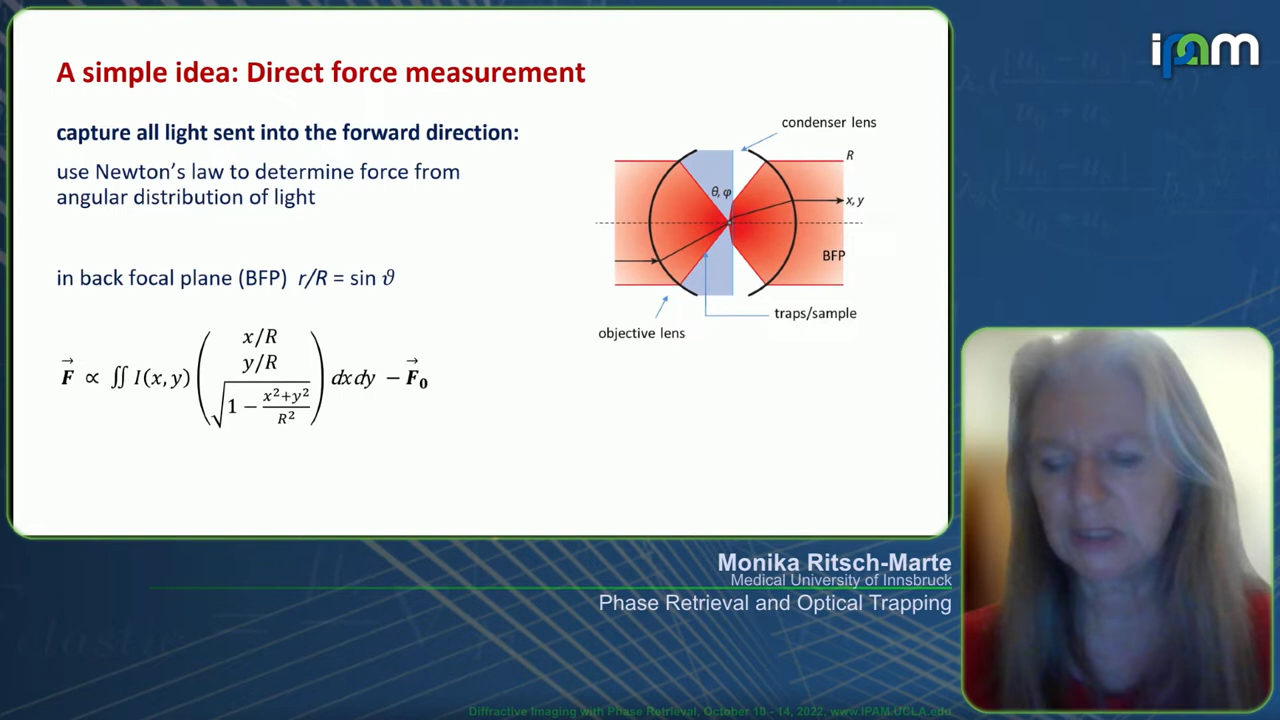 A simple idea: Direct force measurement
capture all light sent into the forward direction:
use Newton's law to determine force from
angular distribution of light
in back focal plane (BFP) r/R = sin ϑ
F⃗ ∝ ∬ I(x, y) ( x/R
y/R
√(1 − (x²+y²)/R²) ) dxdy − F⃗₀
condenser lens
R
θ, φ
x, y
BFP
traps/sample
objective lens
ipam
Monika Ritsch-Marte
Medical University of Innsbruck
Phase Retrieval and Optical Trapping
Diffractive Imaging with Phase Retrieval, October 10 - 14, 2022, www.IPAM.UCLA.edu